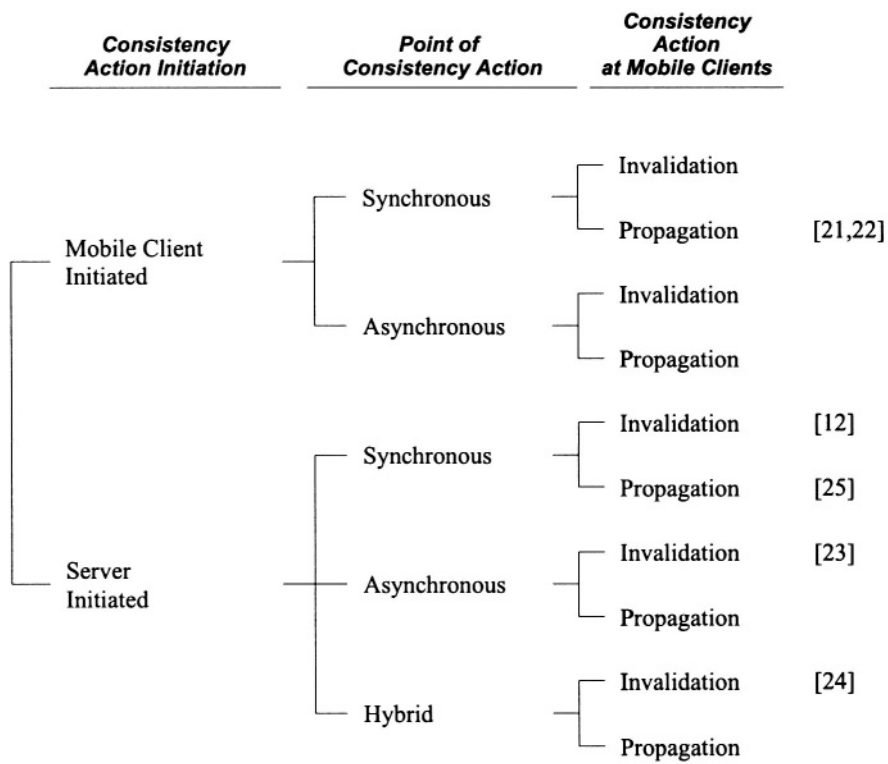 Consistency
Action Initiation
Point of
Consistency Action
Consistency
Action
at Mobile Clients
Mobile Client
Initiated
Synchronous
Invalidation
Propagation [21,22]
Asynchronous
Invalidation
Propagation
Server
Initiated
Synchronous
Invalidation [12]
Propagation [25]
Asynchronous
Invalidation [23]
Propagation
Hybrid
Invalidation [24]
Propagation